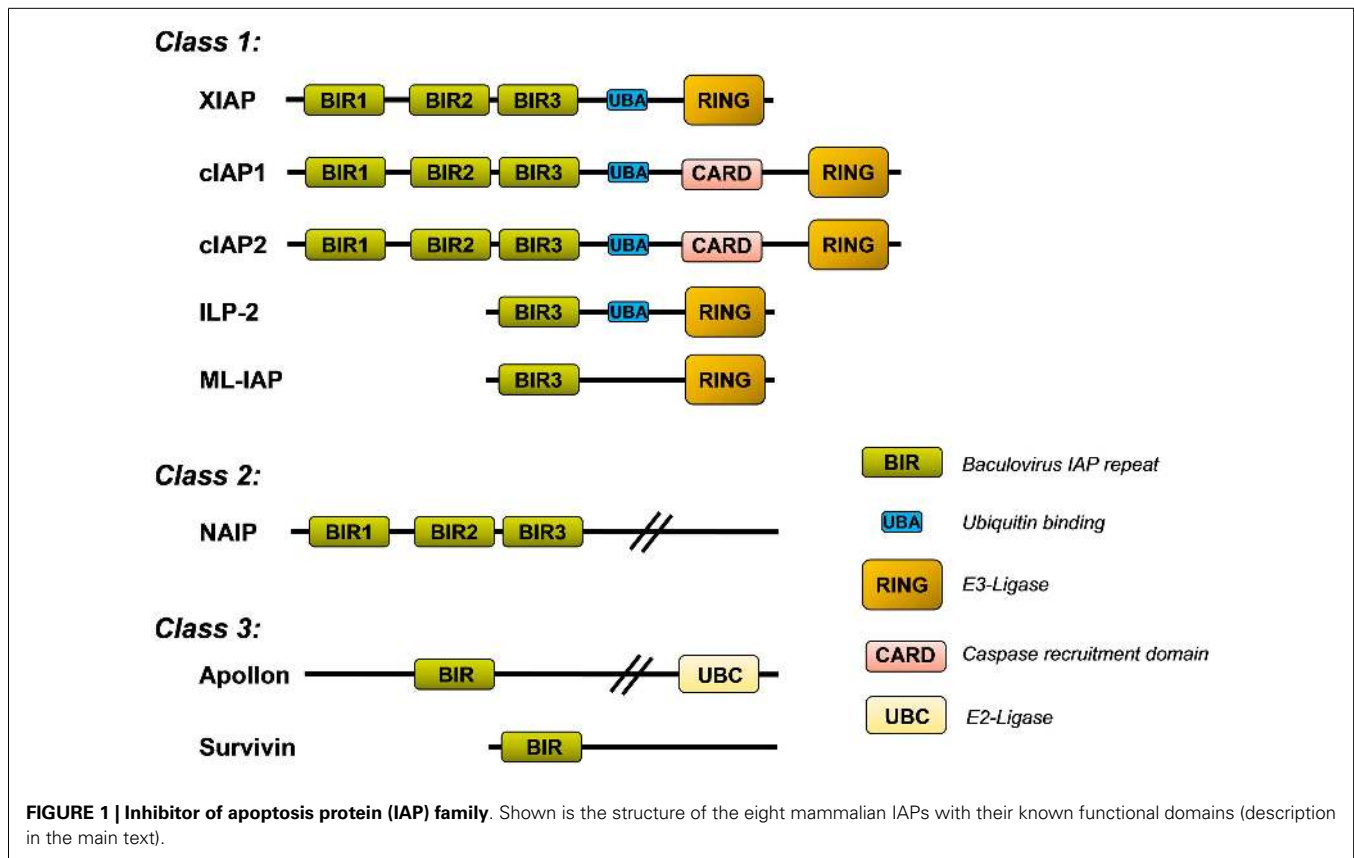 Class 1:
XIAP BIR1 BIR2 BIR3 UBA RING
cIAP1 BIR1 BIR2 BIR3 UBA CARD RING
cIAP2 BIR1 BIR2 BIR3 UBA CARD RING
ILP-2 BIR3 UBA RING
ML-IAP BIR3 RING
Class 2:
NAIP BIR1 BIR2 BIR3
Class 3:
Apollon BIR UBC
Survivin BIR
BIR Baculovirus IAP repeat
UBA Ubiquitin binding
RING E3-Ligase
CARD Caspase recruitment domain
UBC E2-Ligase
FIGURE 1 | Inhibitor of apoptosis protein (IAP) family. Shown is the structure of the eight mammalian IAPs with their known functional domains (description
in the main text).